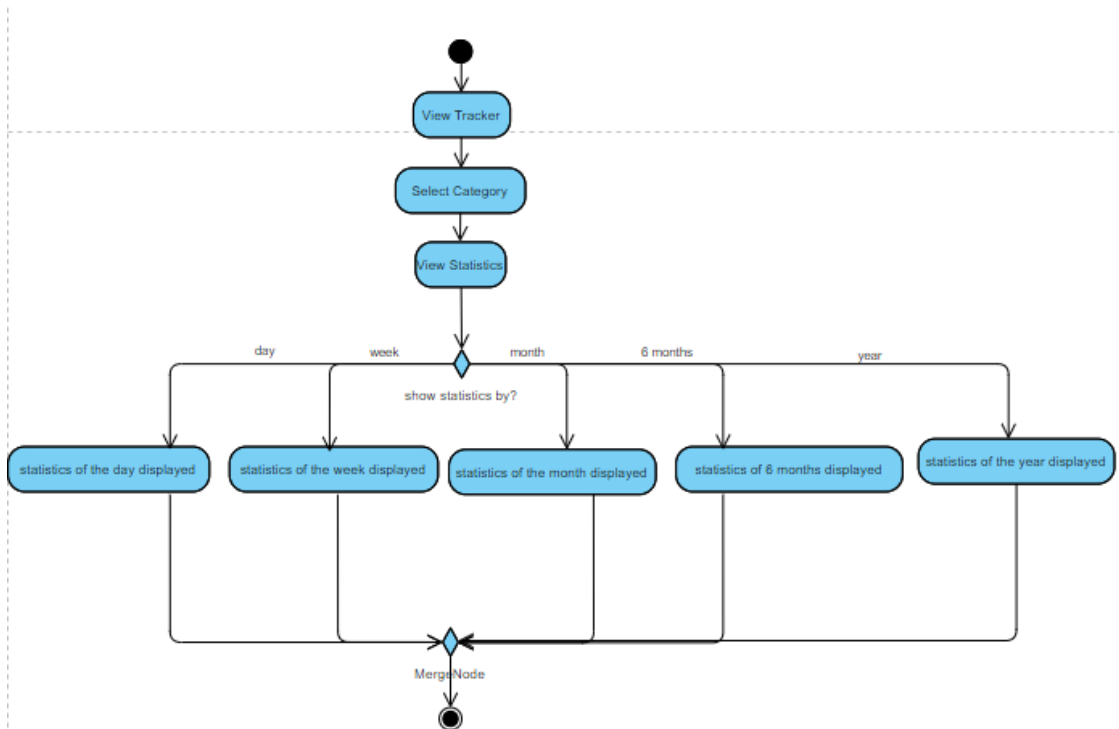 View Tracker
Select Category
View Statistics
day
week
month
6 months
year
show statistics by?
statistics of the day displayed
statistics of the week displayed
statistics of the month displayed
statistics of 6 months displayed
statistics of the year displayed
MergeNode